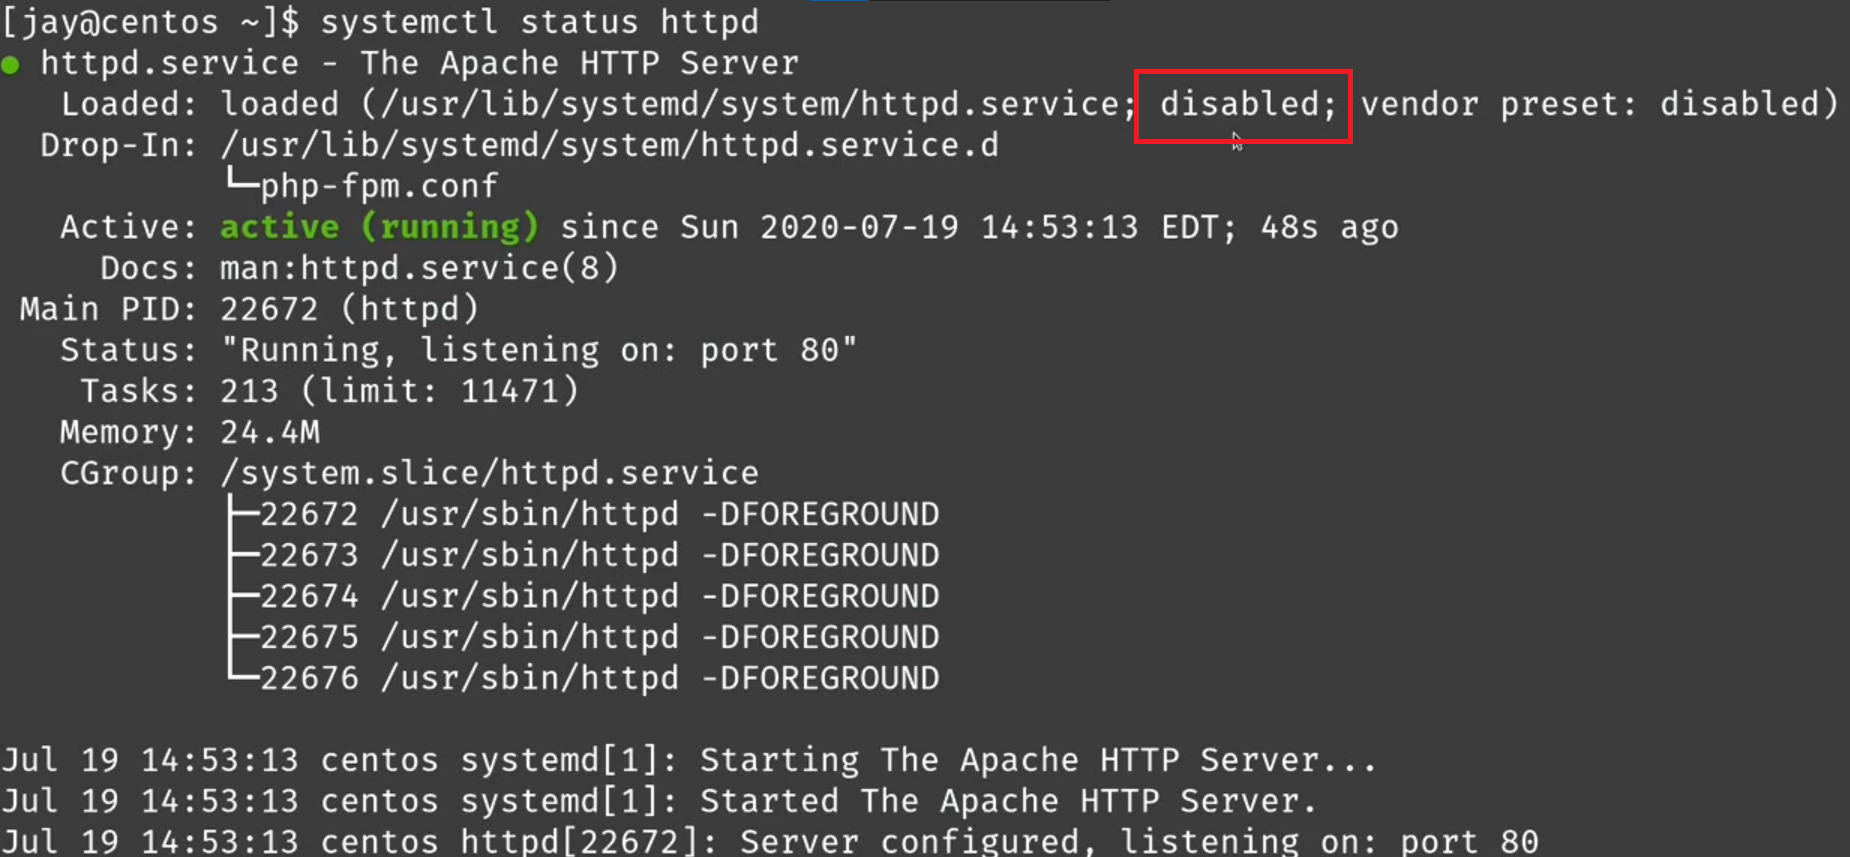 [jay@centos ~]$ systemctl status httpd
● httpd.service - The Apache HTTP Server
   Loaded: loaded (/usr/lib/systemd/system/httpd.service; disabled; vendor preset: disabled)
  Drop-In: /usr/lib/systemd/system/httpd.service.d
           └─php-fpm.conf
   Active: active (running) since Sun 2020-07-19 14:53:13 EDT; 48s ago
     Docs: man:httpd.service(8)
 Main PID: 22672 (httpd)
   Status: "Running, listening on: port 80"
    Tasks: 213 (limit: 11471)
   Memory: 24.4M
   CGroup: /system.slice/httpd.service
           ├─22672 /usr/sbin/httpd -DFOREGROUND
           ├─22673 /usr/sbin/httpd -DFOREGROUND
           ├─22674 /usr/sbin/httpd -DFOREGROUND
           ├─22675 /usr/sbin/httpd -DFOREGROUND
           └─22676 /usr/sbin/httpd -DFOREGROUND
Jul 19 14:53:13 centos systemd[1]: Starting The Apache HTTP Server...
Jul 19 14:53:13 centos systemd[1]: Started The Apache HTTP Server.
Jul 19 14:53:13 centos httpd[22672]: Server configured, listening on: port 80